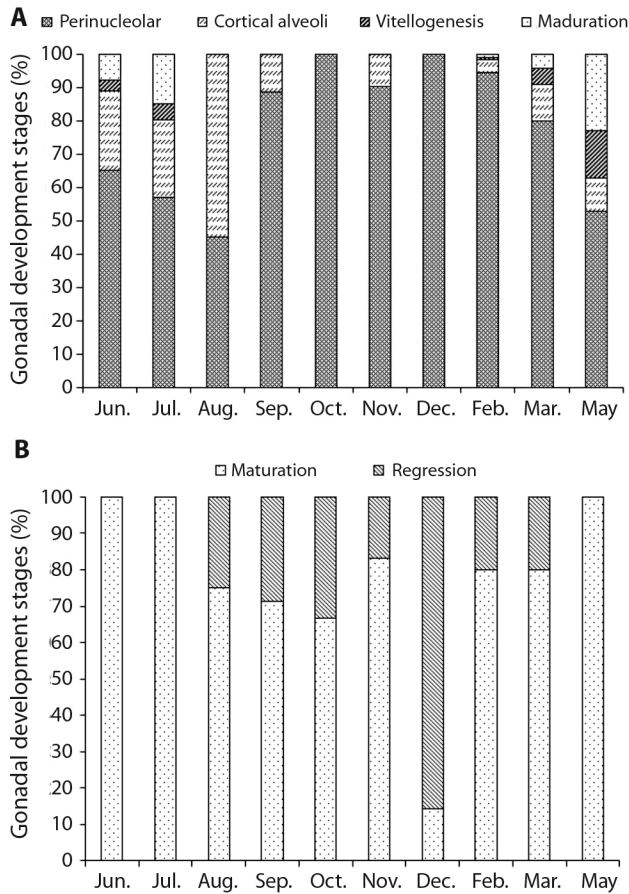 A
Perinucleolar Cortical alveoli Vitellogenesis Maduration
Gonadal development stages (%)
100
90
80
70
60
50
40
30
20
10
0
Jun. Jul. Aug. Sep. Oct. Nov. Dec. Feb. Mar. May
B
Maturation Regression
Gonadal development stages (%)
100
90
80
70
60
50
40
30
20
10
0
Jun. Jul. Aug. Sep. Oct. Nov. Dec. Feb. Mar. May